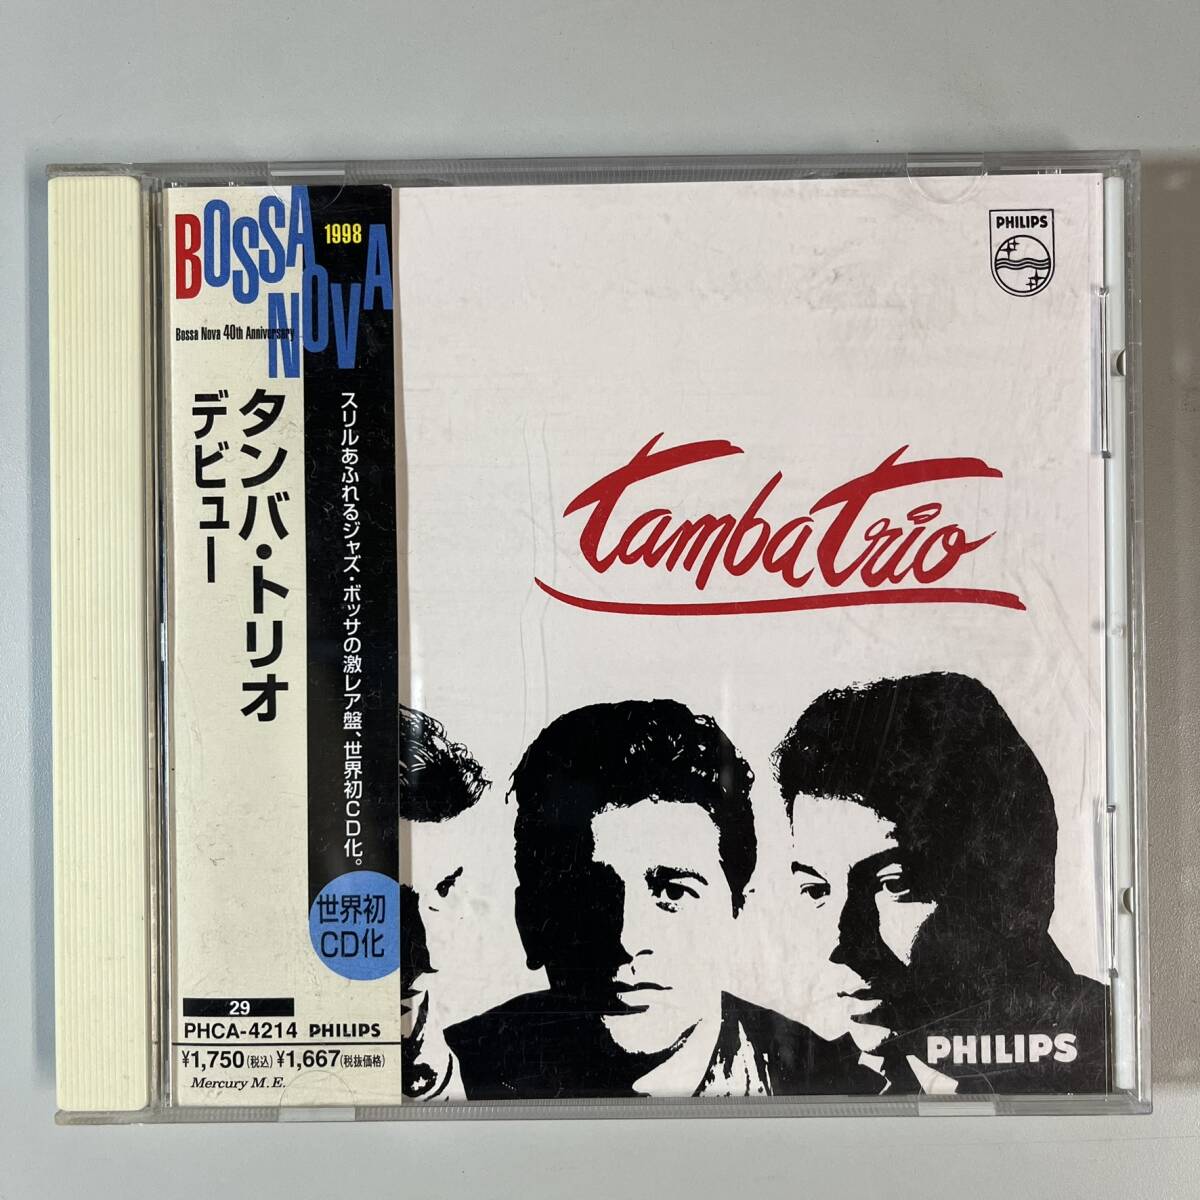 BOSSA
NOVA
1998
Bossa Nova 40th Anniversary
タンバ・トリオ
デビュー
スリルあふれるジャズ・ボッサの激レア盤、世界初CD化。
世界初
CD化
29
PHCA-4214 PHILIPS
¥1,750(税込)¥1,667(税抜価格)
Mercury M.E.
PHILIPS
tamba trio
PHILIPS